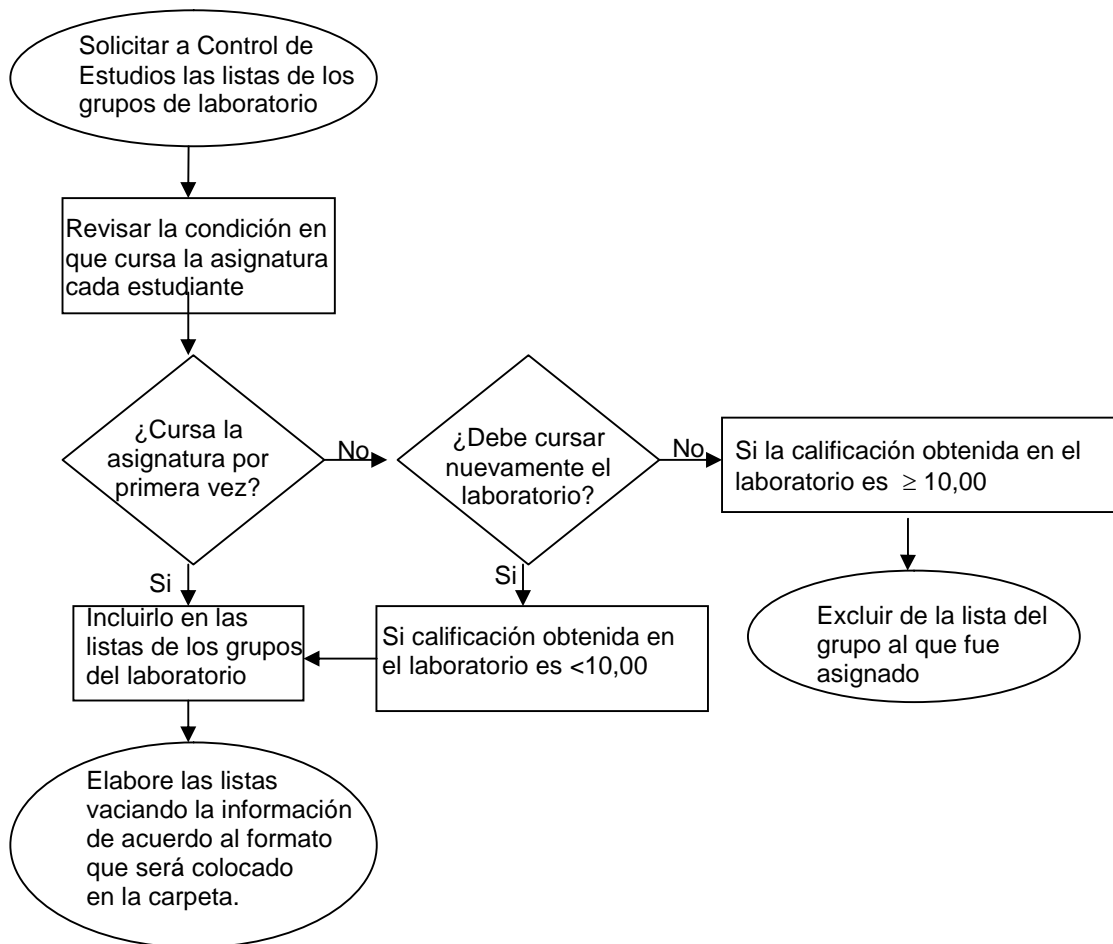 Solicitar a Control de
Estudios las listas de los
grupos de laboratorio
Revisar la condición en
que cursa la asignatura
cada estudiante
¿Cursa la
asignatura por
primera vez?
No
¿Debe cursar
nuevamente el
laboratorio?
No
Si la calificación obtenida en el
laboratorio es ≥ 10,00
Si
Incluirlo en las
listas de los grupos
del laboratorio
Si
Si calificación obtenida en
el laboratorio es <10,00
Excluir de la lista del
grupo al que fue
asignado
Elabore las listas
vaciando la información
de acuerdo al formato
que será colocado
en la carpeta.